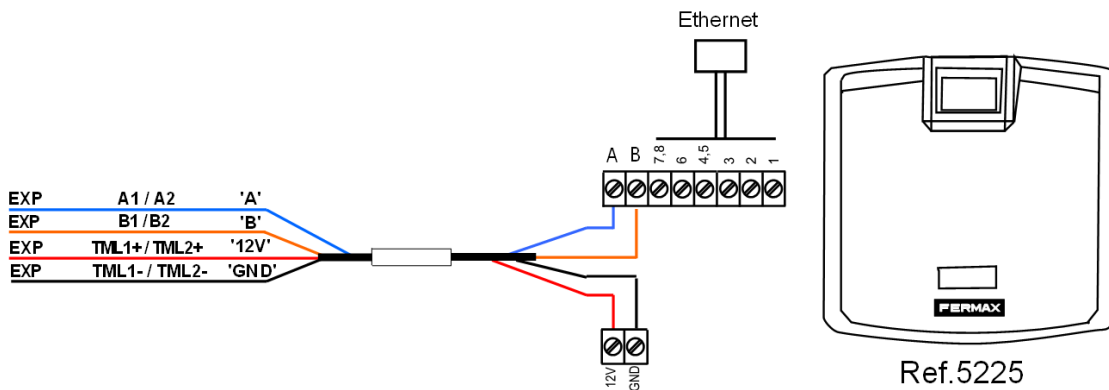 Ethernet
A B 7,8 6 4,5 3 2 1
EXP A1 / A2 'A'
EXP B1 / B2 'B'
EXP TML1+ / TML2+ '12V'
EXP TML1- / TML2- 'GND'
12V GND
FERMAX
Ref.5225